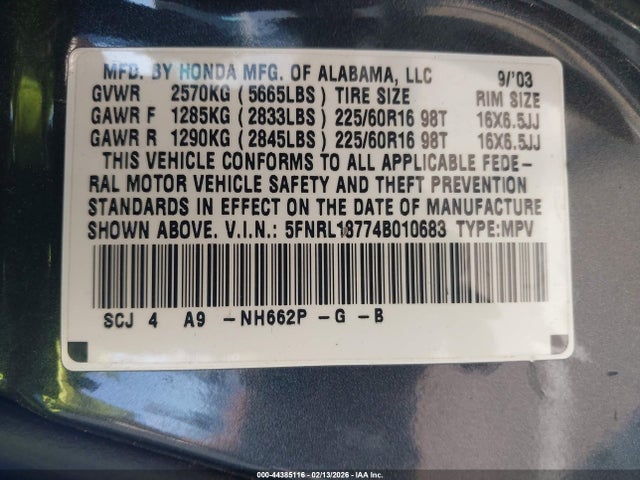 MFD. BY HONDA MFG. OF ALABAMA, LLC 9/'03
GVWR 2570KG (5665LBS) TIRE SIZE RIM SIZE
GAWR F 1285KG (2833LBS) 225/60R16 98T 16X6.5JJ
GAWR R 1290KG (2845LBS) 225/60R16 98T 16X6.5JJ
THIS VEHICLE CONFORMS TO ALL APPLICABLE FEDE-
RAL MOTOR VEHICLE SAFETY AND THEFT PREVENTION
STANDARDS IN EFFECT ON THE DATE OF MANUFACTURE
SHOWN ABOVE. V.I.N.: 5FNRL18774B010683 TYPE:MPV
SCJ 4 A9 -NH662P -G -B
000-44385116 - 02/13/2026 - IAA Inc.